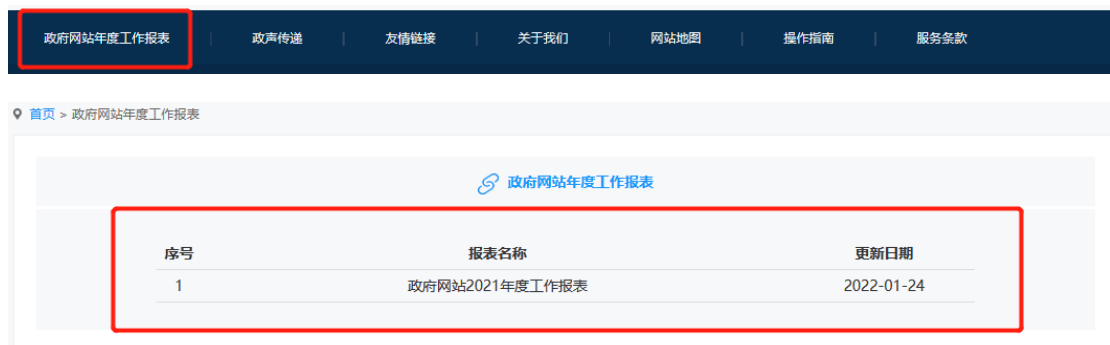 政府网站年度工作报表 | 政声传递 | 友情链接 | 关于我们 | 网站地图 | 操作指南 | 服务条款
首页 > 政府网站年度工作报表
政府网站年度工作报表
序号 报表名称 更新日期
1 政府网站2021年度工作报表 2022-01-24